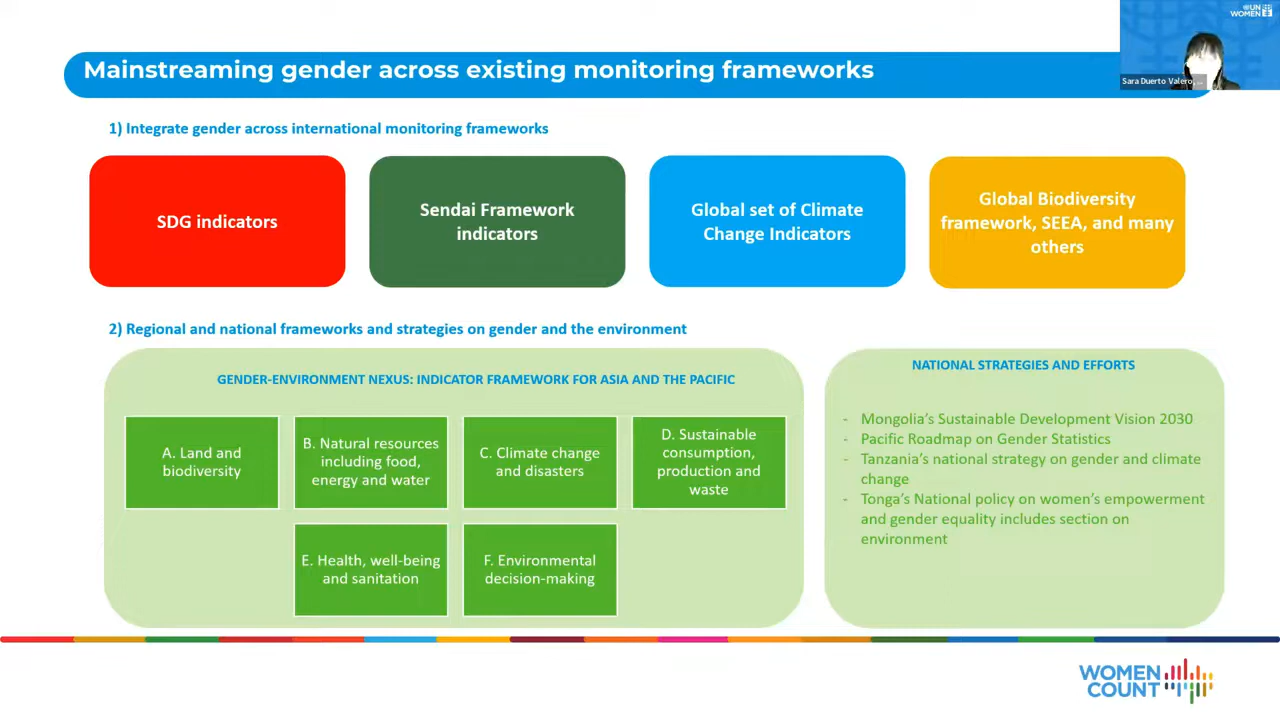 UN
WOMEN
Sara Duerto Valero, ...
Mainstreaming gender across existing monitoring frameworks
1) Integrate gender across international monitoring frameworks
SDG indicators
Sendai Framework
indicators
Global set of Climate
Change Indicators
Global Biodiversity
framework, SEEA, and many
others
2) Regional and national frameworks and strategies on gender and the environment
GENDER-ENVIRONMENT NEXUS: INDICATOR FRAMEWORK FOR ASIA AND THE PACIFIC
A. Land and
biodiversity
B. Natural resources
including food,
energy and water
C. Climate change
and disasters
D. Sustainable
consumption,
production and
waste
E. Health, well-being
and sanitation
F. Environmental
decision-making
NATIONAL STRATEGIES AND EFFORTS
- Mongolia's Sustainable Development Vision 2030
- Pacific Roadmap on Gender Statistics
- Tanzania's national strategy on gender and climate
change
- Tonga's National policy on women's empowerment
and gender equality includes section on
environment
WOMEN
COUNT